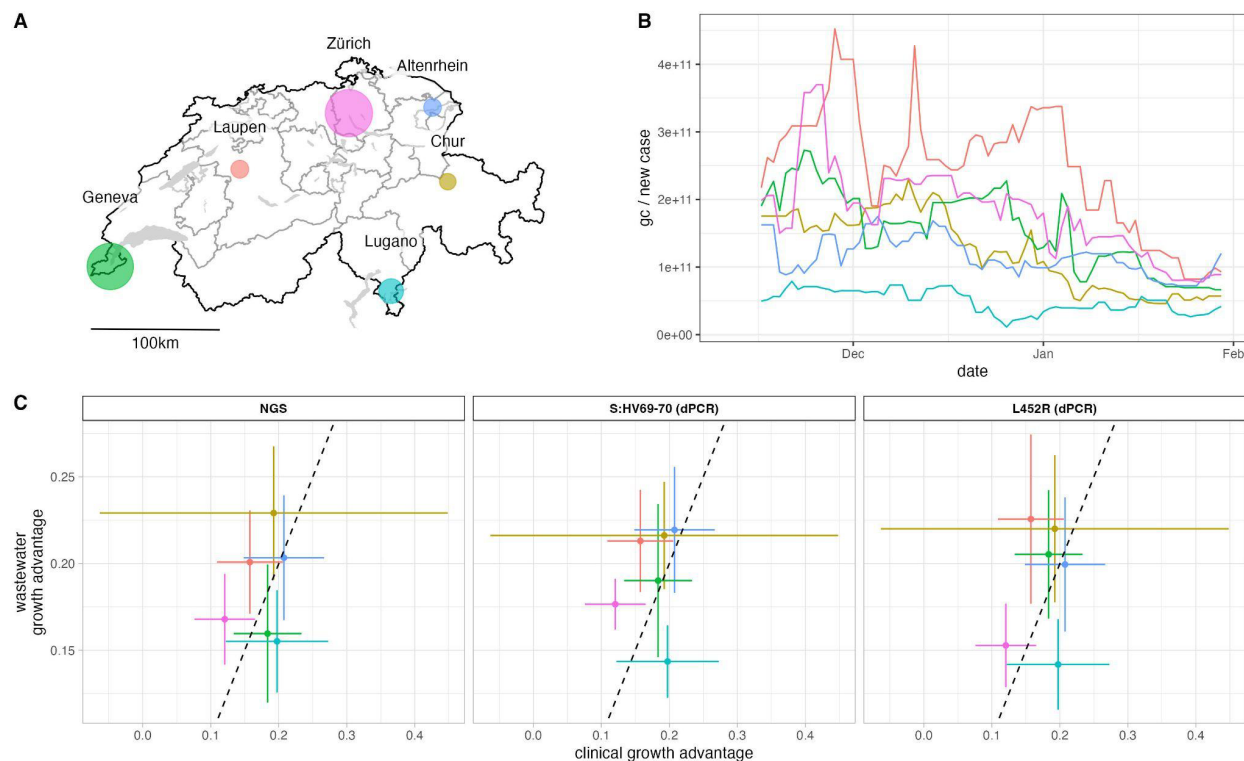 A
Zürich
Altenrhein
Laupen
Chur
Geneva
Lugano
100km
B
4e+11
3e+11
2e+11
1e+11
0e+00
gc / new case
Dec
Jan
Feb
date
C
NGS
S:HV69-70 (dPCR)
L452R (dPCR)
0.25
0.20
0.15
wastewater
growth advantage
0.0
0.1
0.2
0.3
0.4
0.0
0.1
0.2
0.3
0.4
0.0
0.1
0.2
0.3
0.4
clinical growth advantage